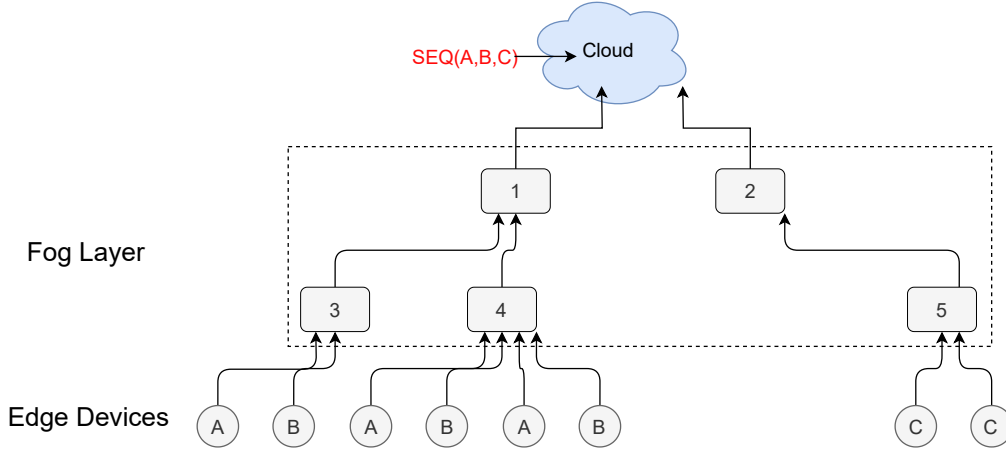 Cloud
SEQ(A,B,C)
1
2
Fog Layer
3
4
5
Edge Devices
A
B
A
B
A
B
C
C